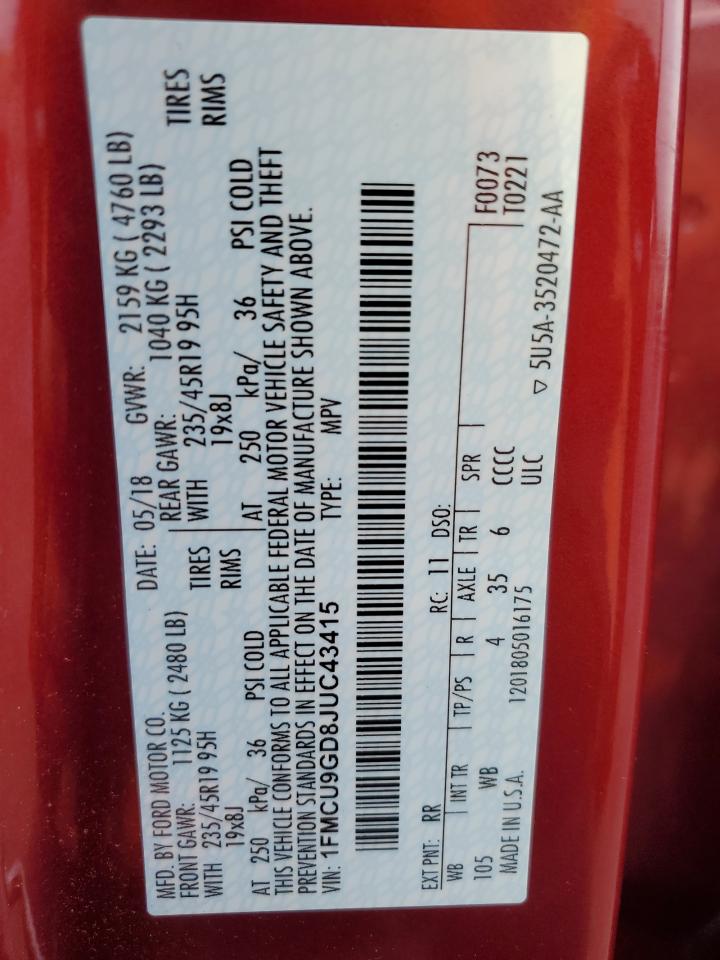 MFD. BY FORD MOTOR CO.
DATE: 05/18 GVWR: 2159 KG ( 4760 LB)
FRONT GAWR: 1125 KG ( 2480 LB)
REAR GAWR: 1040 KG ( 2293 LB)
WITH 235/45R19 95H TIRES
WITH 235/45R19 95H TIRES
19x8J RIMS
19x8J RIMS
AT 250 kPa/ 36 PSI COLD
AT 250 kPa/ 36 PSI COLD
THIS VEHICLE CONFORMS TO ALL APPLICABLE FEDERAL MOTOR VEHICLE SAFETY AND THEFT
PREVENTION STANDARDS IN EFFECT ON THE DATE OF MANUFACTURE SHOWN ABOVE.
VIN: 1FMCU9GD8JUC43415 TYPE: MPV
EXT PNT: RR RC: 11 DSO:
WB INT TR TP/PS R AXLE TR SPR F0073
T0221
105 WB 4 35 6 CCCC
MADE IN U.S.A. 1201805016175 ULC
▽ 5U5A-3520472-AA